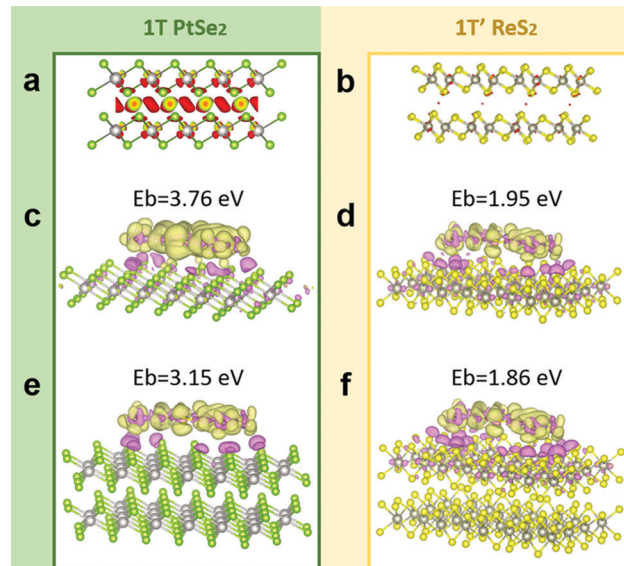 1T PtSe₂
1T' ReS₂
a
b
Eb=3.76 eV
Eb=1.95 eV
c
d
Eb=3.15 eV
Eb=1.86 eV
e
f